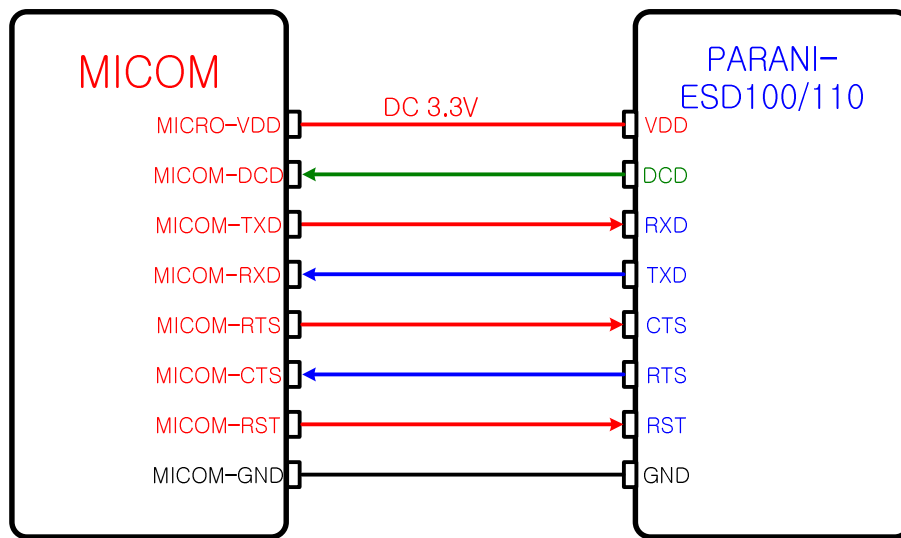 MICOM
PARANI-
ESD100/110
DC 3.3V
MICRO-VDD
VDD
MICOM-DCD
DCD
MICOM-TXD
RXD
MICOM-RXD
TXD
MICOM-RTS
CTS
MICOM-CTS
RTS
MICOM-RST
RST
MICOM-GND
GND